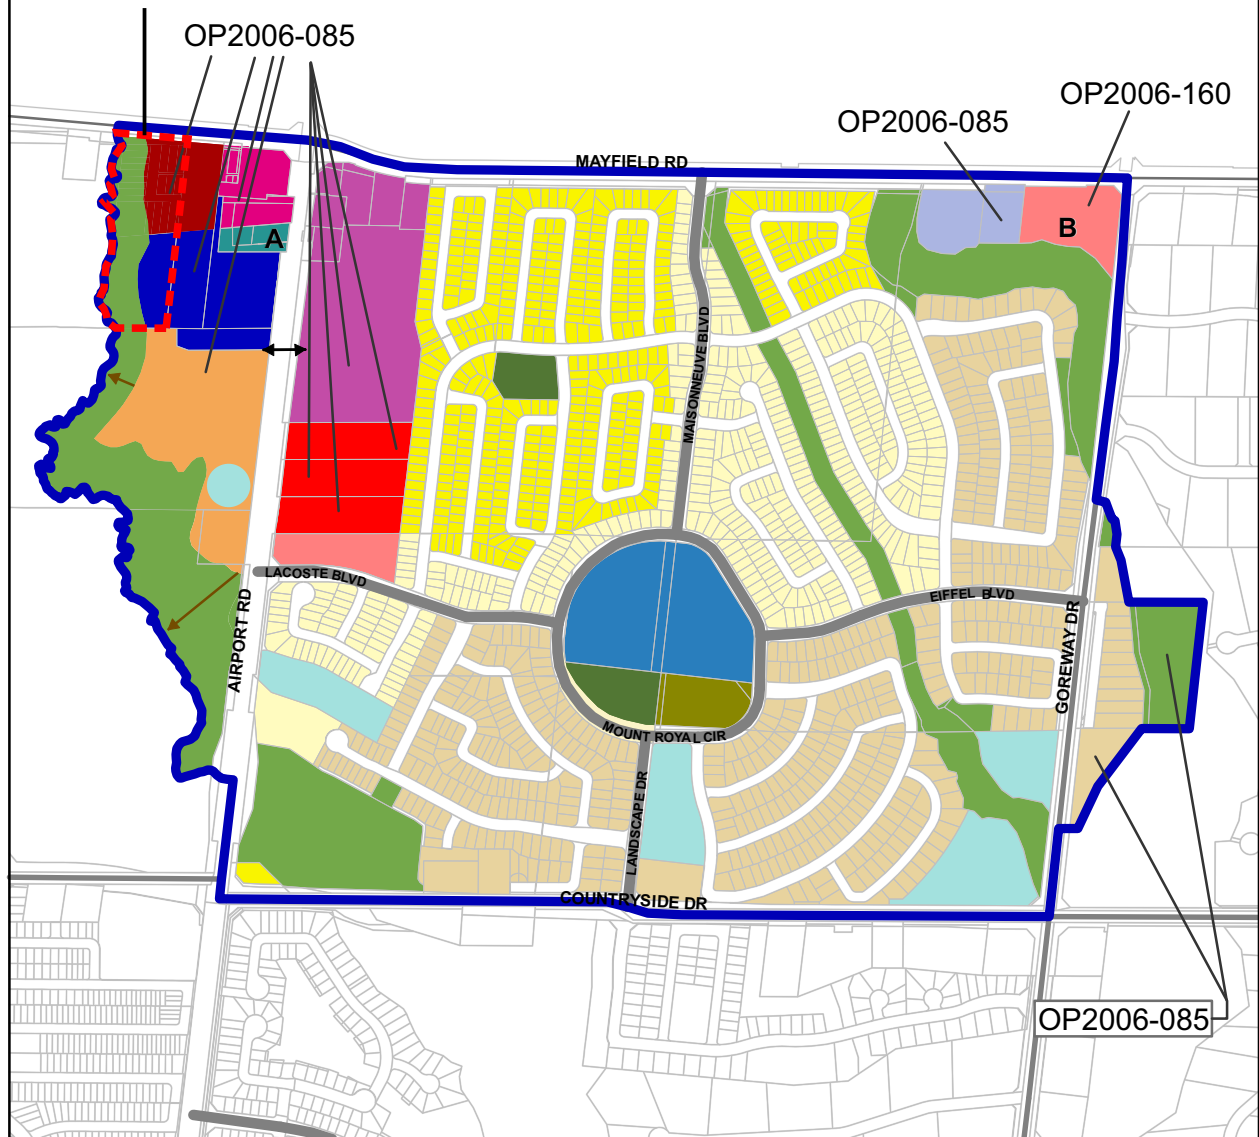 OP2006-085
OP2006-160
OP2006-085
MAYFIELD RD
B
A
MAISONNEUVE BLVD
LACOSTE BLVD
EIFFEL BLVD
AIRPORT RD
GOREWAY DR
MOUNT ROYAL CIR
LANDSCAPE DR
COUNTRYSIDE DR
OP2006-085